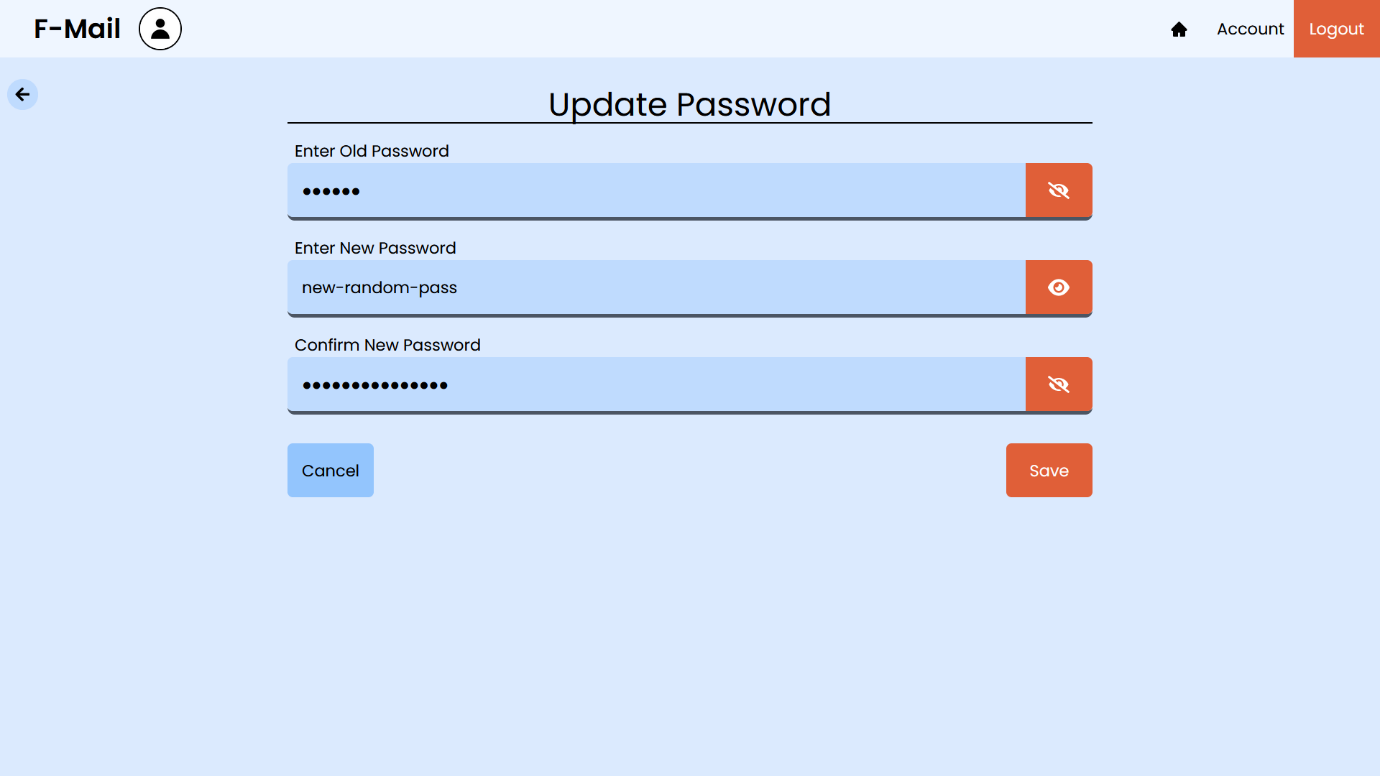 F-Mail
Account
Logout
Update Password
Enter Old Password
••••••
Enter New Password
new-random-pass
Confirm New Password
•••••••••••••••
Cancel
Save